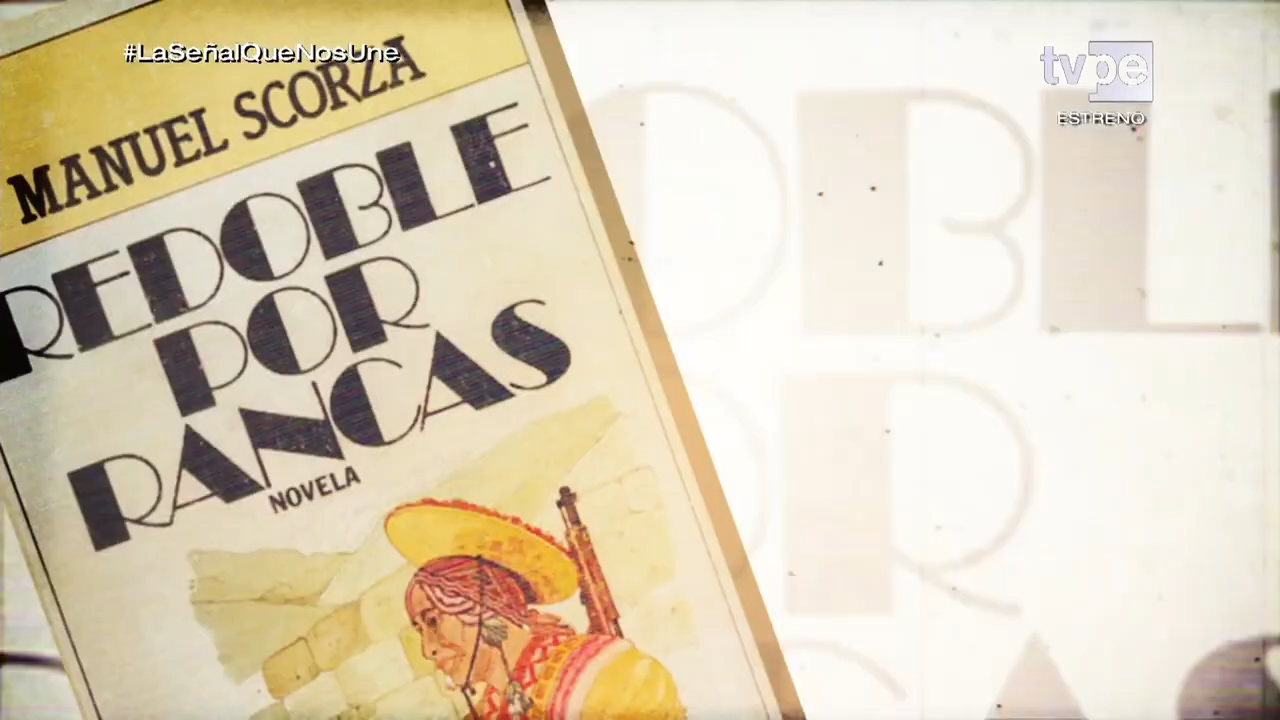 #LaSeñalQueNosUne
tvpe
ESTRENO
MANUEL SCORZA
REDOBLE
POR
RANCAS
NOVELA